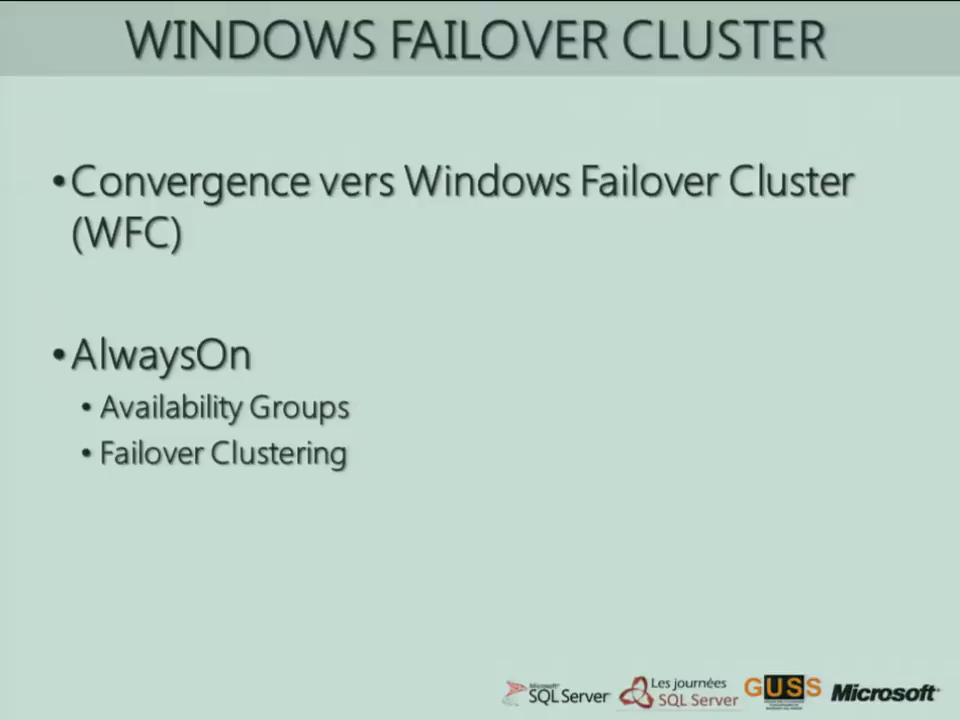 WINDOWS FAILOVER CLUSTER
•Convergence vers Windows Failover Cluster
(WFC)
•AlwaysOn
• Availability Groups
• Failover Clustering
Microsoft
SQL Server
Les journées
SQL Server
GUSS
Microsoft